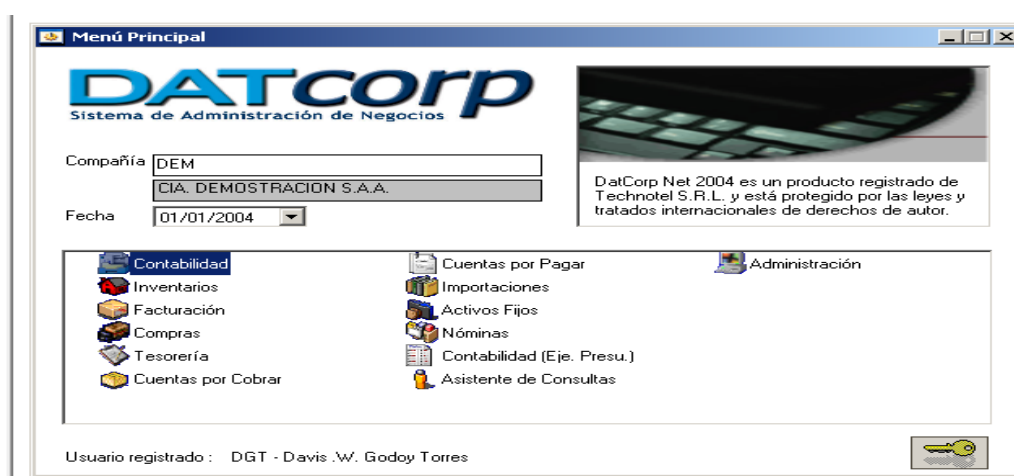 Menú Principal
DATcorp
Sistema de Administración de Negocios
Compañía DEM
CIA. DEMOSTRACION S.A.A.
Fecha 01/01/2004
DatCorp Net 2004 es un producto registrado de
Technotel S.R.L. y está protegido por las leyes y
tratados internacionales de derechos de autor.
Contabilidad
Inventarios
Facturación
Compras
Tesorería
Cuentas por Cobrar
Cuentas por Pagar
Importaciones
Activos Fijos
Nóminas
Contabilidad (Eje. Presu.)
Asistente de Consultas
Administración
Usuario registrado : DGT - Davis .W. Godoy Torres